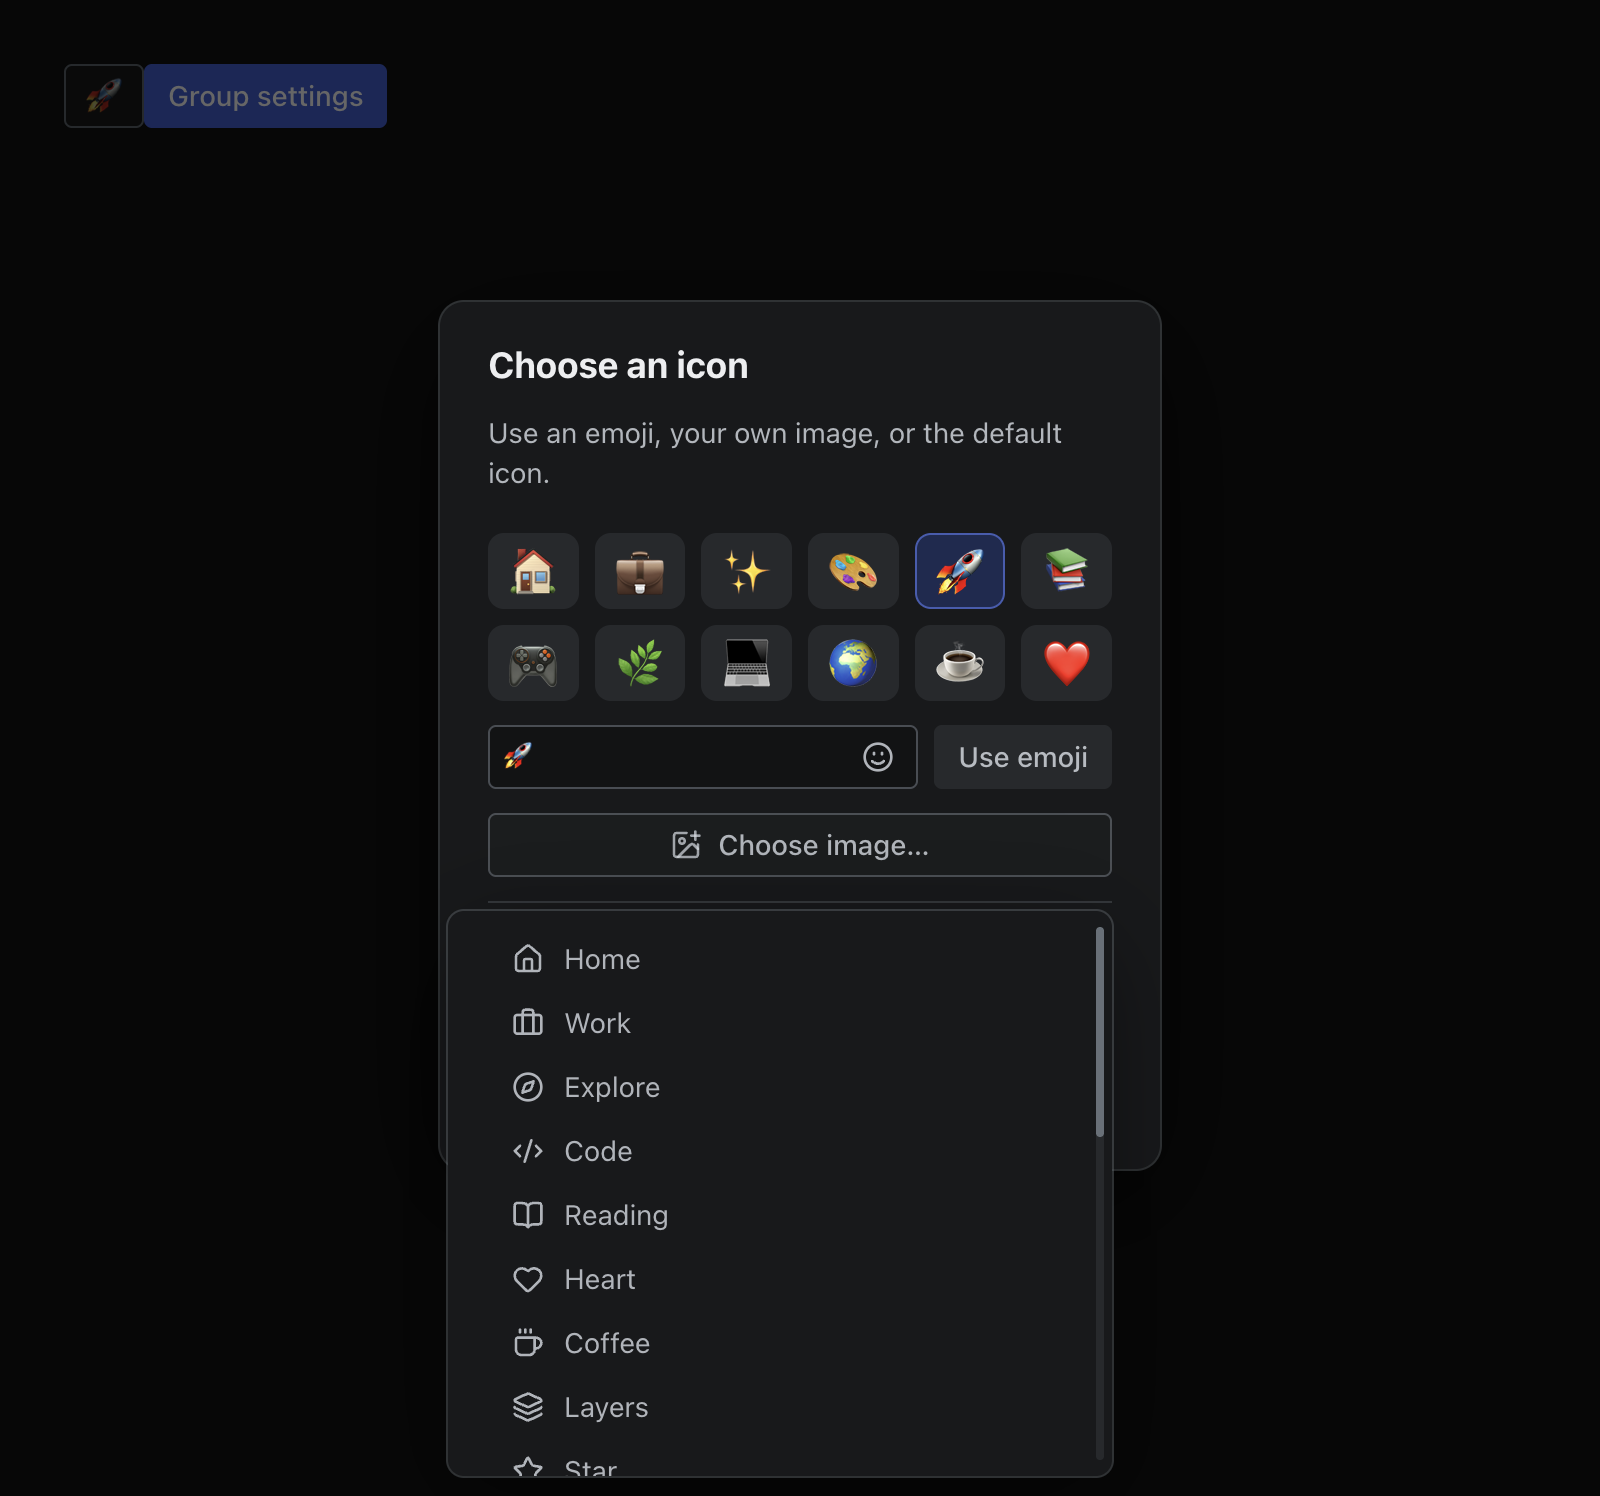 Group settings
Choose an icon
Use an emoji, your own image, or the default
icon.
Use emoji
Choose image...
Home
Work
Explore
Code
Reading
Heart
Coffee
Layers
Star